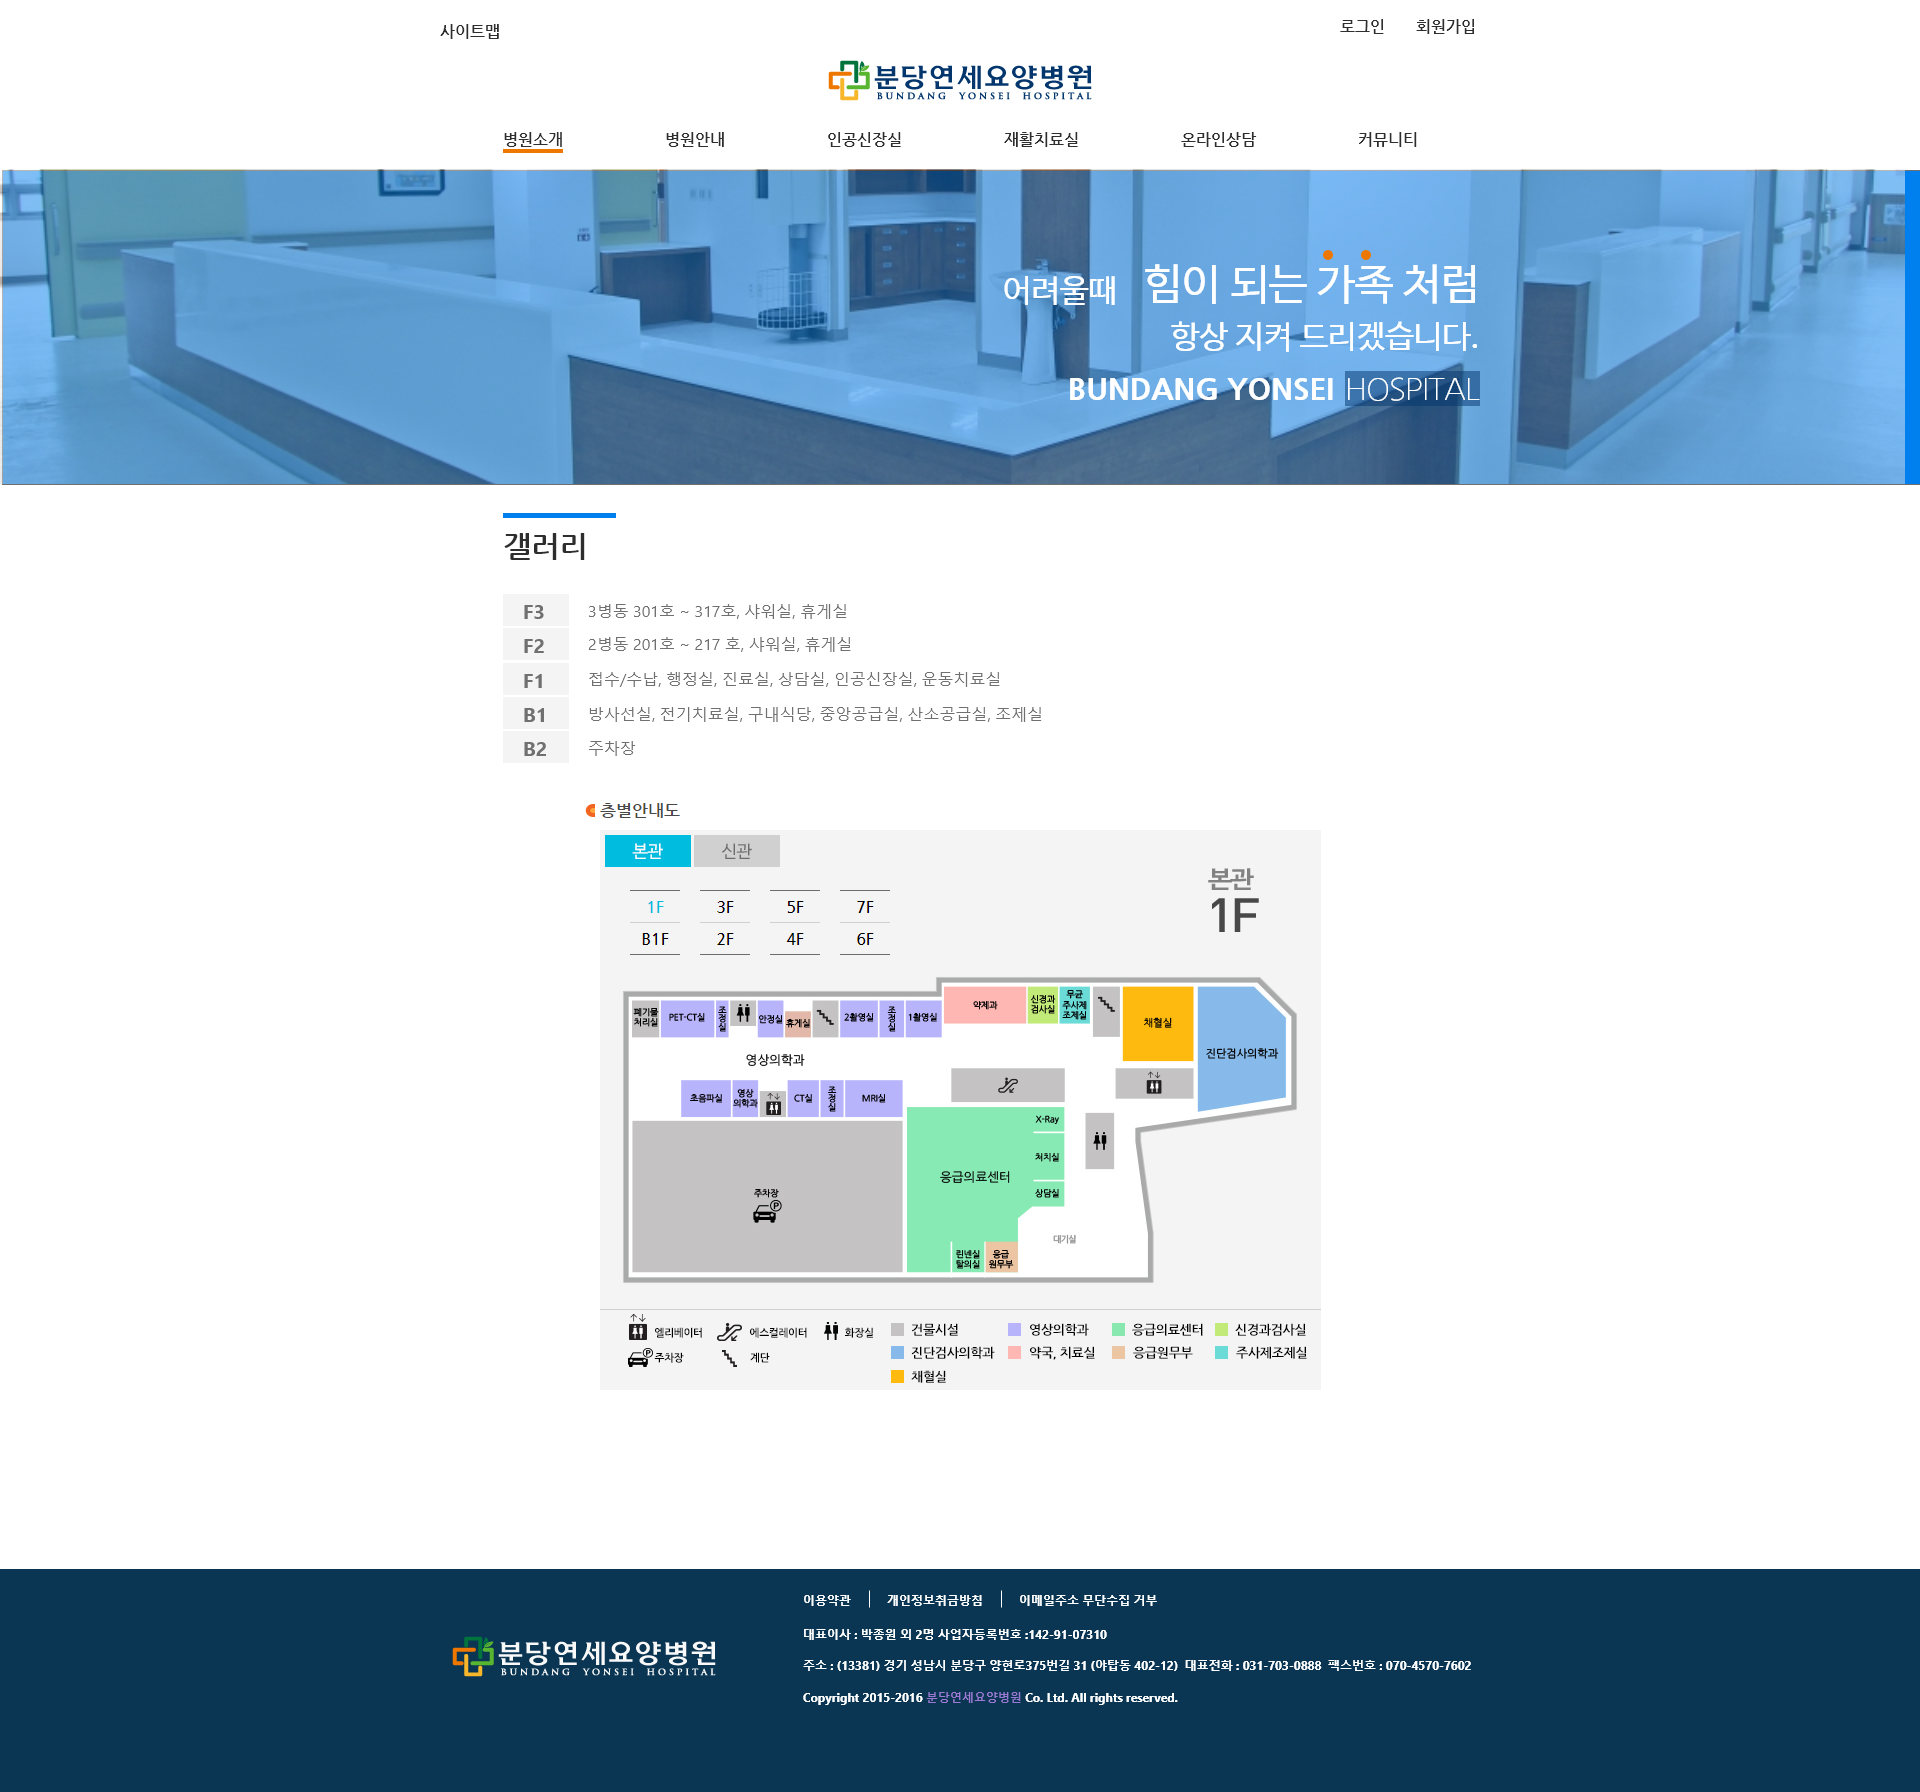 사이트맵
로그인 회원가입
분당연세요양병원
BUNDANG YONSEI HOSPITAL
병원소개 병원안내 인공신장실 재활치료실 온라인상담 커뮤니티
어려울때 힘이 되는 가족 처럼
항상 지켜 드리겠습니다.
BUNDANG YONSEI HOSPITAL
갤러리
F3 3병동 301호 ~ 317호, 샤워실, 휴게실
F2 2병동 201호 ~ 217 호, 샤워실, 휴게실
F1 접수/수납, 행정실, 진료실, 상담실, 인공신장실, 운동치료실
B1 방사선실, 전기치료실, 구내식당, 중앙공급실, 산소공급실, 조제실
B2 주차장
층별안내도
본관 신관
본관
1F
1F 3F 5F 7F
B1F 2F 4F 6F
폐기물
처리실
PET-CT실
조정실
안정실
휴게실
2촬영실
조정실
1촬영실
약제과
신경과
검사실
무균
주사제
조제실
채혈실
진단검사의학과
영상의학과
초음파실
영상
의학과
CT실
조정실
MRI실
X-Ray
처치실
응급의료센터
상담실
주차장
대기실
린넨실
탈의실
응급
원무부
엘리베이터 에스컬레이터 화장실
주차장 계단
건물시설 영상의학과 응급의료센터 신경과검사실
진단검사의학과 약국, 치료실 응급원무부 주사제조제실
채혈실
이용약관 개인정보취금방침 이메일주소 무단수집 거부
대표이사 : 박종원 외 2명 사업자등록번호 :142-91-07310
주소 : (13381) 경기 성남시 분당구 양현로375번길 31 (야탑동 402-12) 대표전화 : 031-703-0888 팩스번호 : 070-4570-7602
Copyright 2015-2016 분당연세요양병원 Co. Ltd. All rights reserved.
분당연세요양병원
BUNDANG YONSEI HOSPITAL